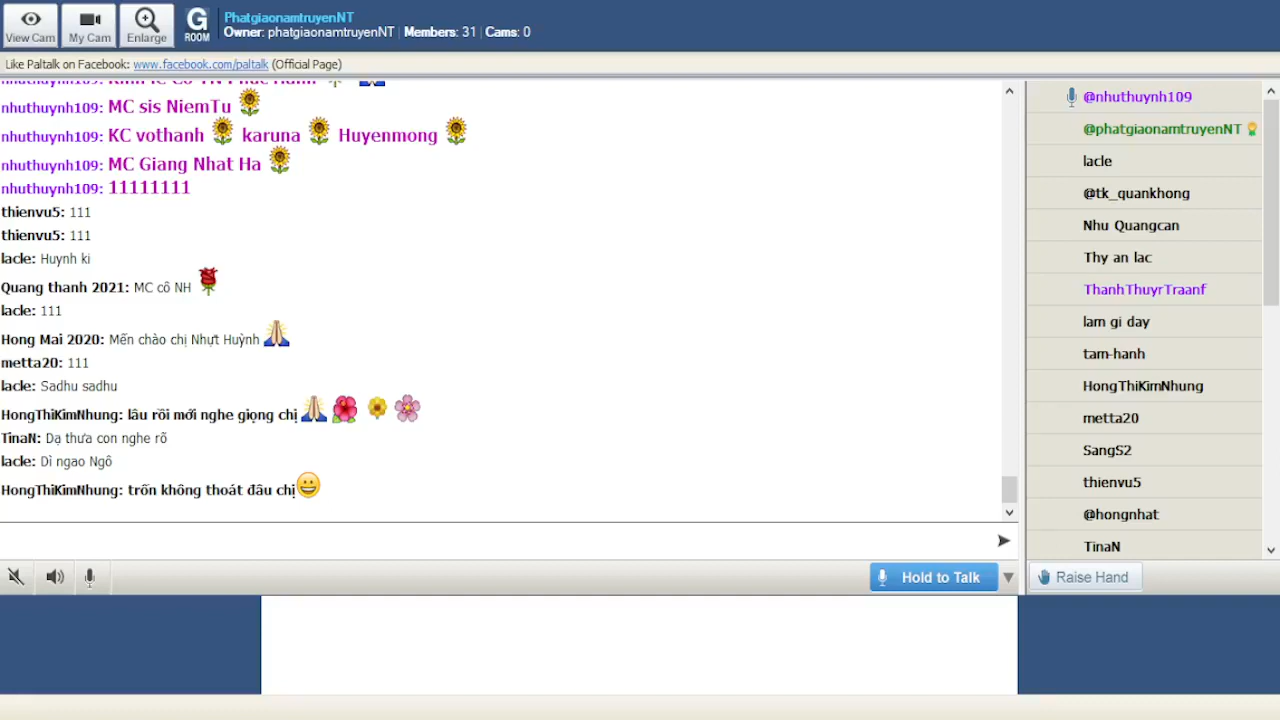 View Cam
My Cam
Enlarge
G ROOM
PhatgiaonamtruyenNT
Owner: phatgiaonamtruyenNT | Members: 31 | Cams: 0
Like Paltalk on Facebook: www.facebook.com/paltalk (Official Page)
nhuthuynh109: MC sis NiemTu
nhuthuynh109: KC vothanh karuna Huyenmong
nhuthuynh109: MC Giang Nhat Ha
nhuthuynh109: 11111111
thienvu5: 111
thienvu5: 111
lacle: Huynh ki
Quang thanh 2021: MC cô NH
lacle: 111
Hong Mai 2020: Mến chào chị Nhựt Huỳnh
metta20: 111
lacle: Sadhu sadhu
HongThiKimNhung: lâu rồi mới nghe giọng chị
TinaN: Dạ thưa con nghe rõ
lacle: Dì ngao Ngô
HongThiKimNhung: trốn không thoát đâu chị
Hold to Talk
@nhuthuynh109
@phatgiaonamtruyenNT
lacle
@tk_quankhong
Nhu Quangcan
Thy an lac
ThanhThuyrTraanf
lam gi day
tam-hanh
HongThiKimNhung
metta20
SangS2
thienvu5
@hongnhat
TinaN
Raise Hand